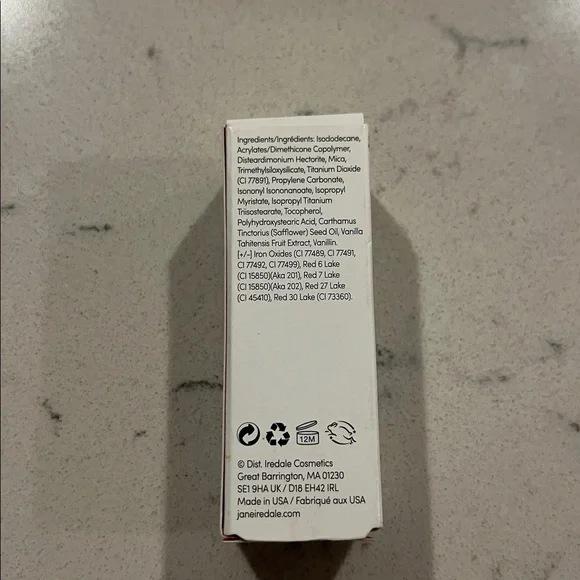 Ingredients/Ingrédients: Isododecane,
Acrylates/Dimethicone Copolymer,
Disteardimonium Hectorite, Mica,
Trimethylsiloxysilicate, Titanium Dioxide
(CI 77891), Propylene Carbonate,
Isononyl Isononanoate, Isopropyl
Myristate, Isopropyl Titanium
Triisostearate, Tocopherol,
Polyhydroxystearic Acid, Carthamus
Tinctorius (Safflower) Seed Oil, Vanilla
Tahitensis Fruit Extract, Vanillin.
[+/-] Iron Oxides (CI 77489, CI 77491,
CI 77492, CI 77499), Red 6 Lake
(CI 15850)(Aka 201), Red 7 Lake
(CI 15850)(Aka 202), Red 27 Lake
(CI 45410), Red 30 Lake (CI 73360).
12M
© Dist. Iredale Cosmetics
Great Barrington, MA 01230
SE1 9HA UK / D18 EH42 IRL
Made in USA / Fabriqué aux USA
janeiredale.com